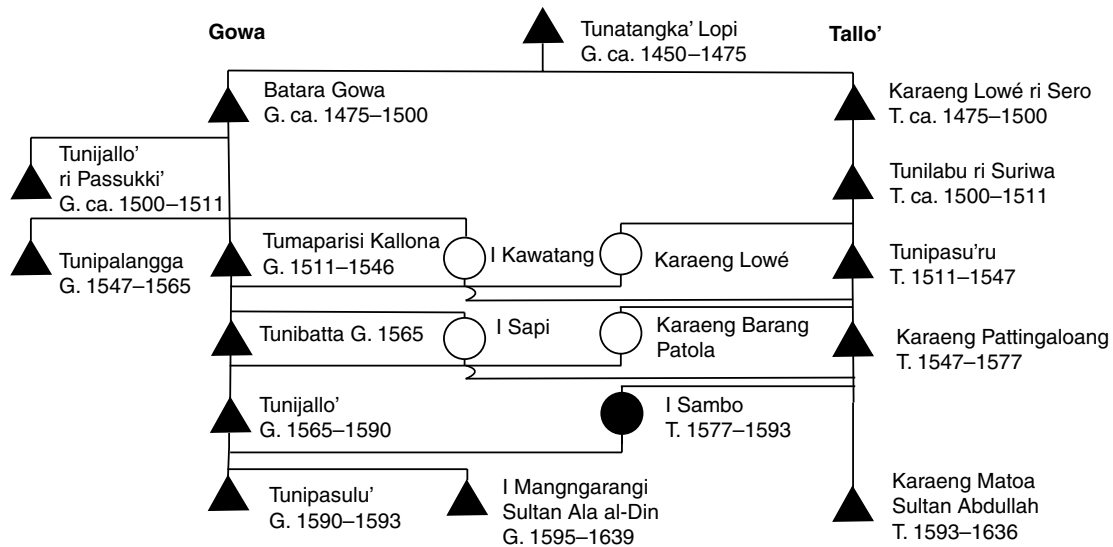 Gowa
Tunatangka' Lopi
G. ca. 1450–1475
Tallo'
Batara Gowa
G. ca. 1475–1500
Karaeng Lowé ri Sero
T. ca. 1475–1500
Tunijallo'
ri Passukki'
G. ca. 1500–1511
Tunilabu ri Suriwa
T. ca. 1500–1511
Tunipalangga
G. 1547–1565
Tumaparisi Kallona
G. 1511–1546
I Kawatang
Karaeng Lowé
Tunipasu'ru
T. 1511–1547
Tunibatta G. 1565
I Sapi
Karaeng Barang
Patola
Karaeng Pattingaloang
T. 1547–1577
Tunijallo'
G. 1565–1590
I Sambo
T. 1577–1593
Tunipasulu'
G. 1590–1593
I Mangngarangi
Sultan Ala al-Din
G. 1595–1639
Karaeng Matoa
Sultan Abdullah
T. 1593–1636